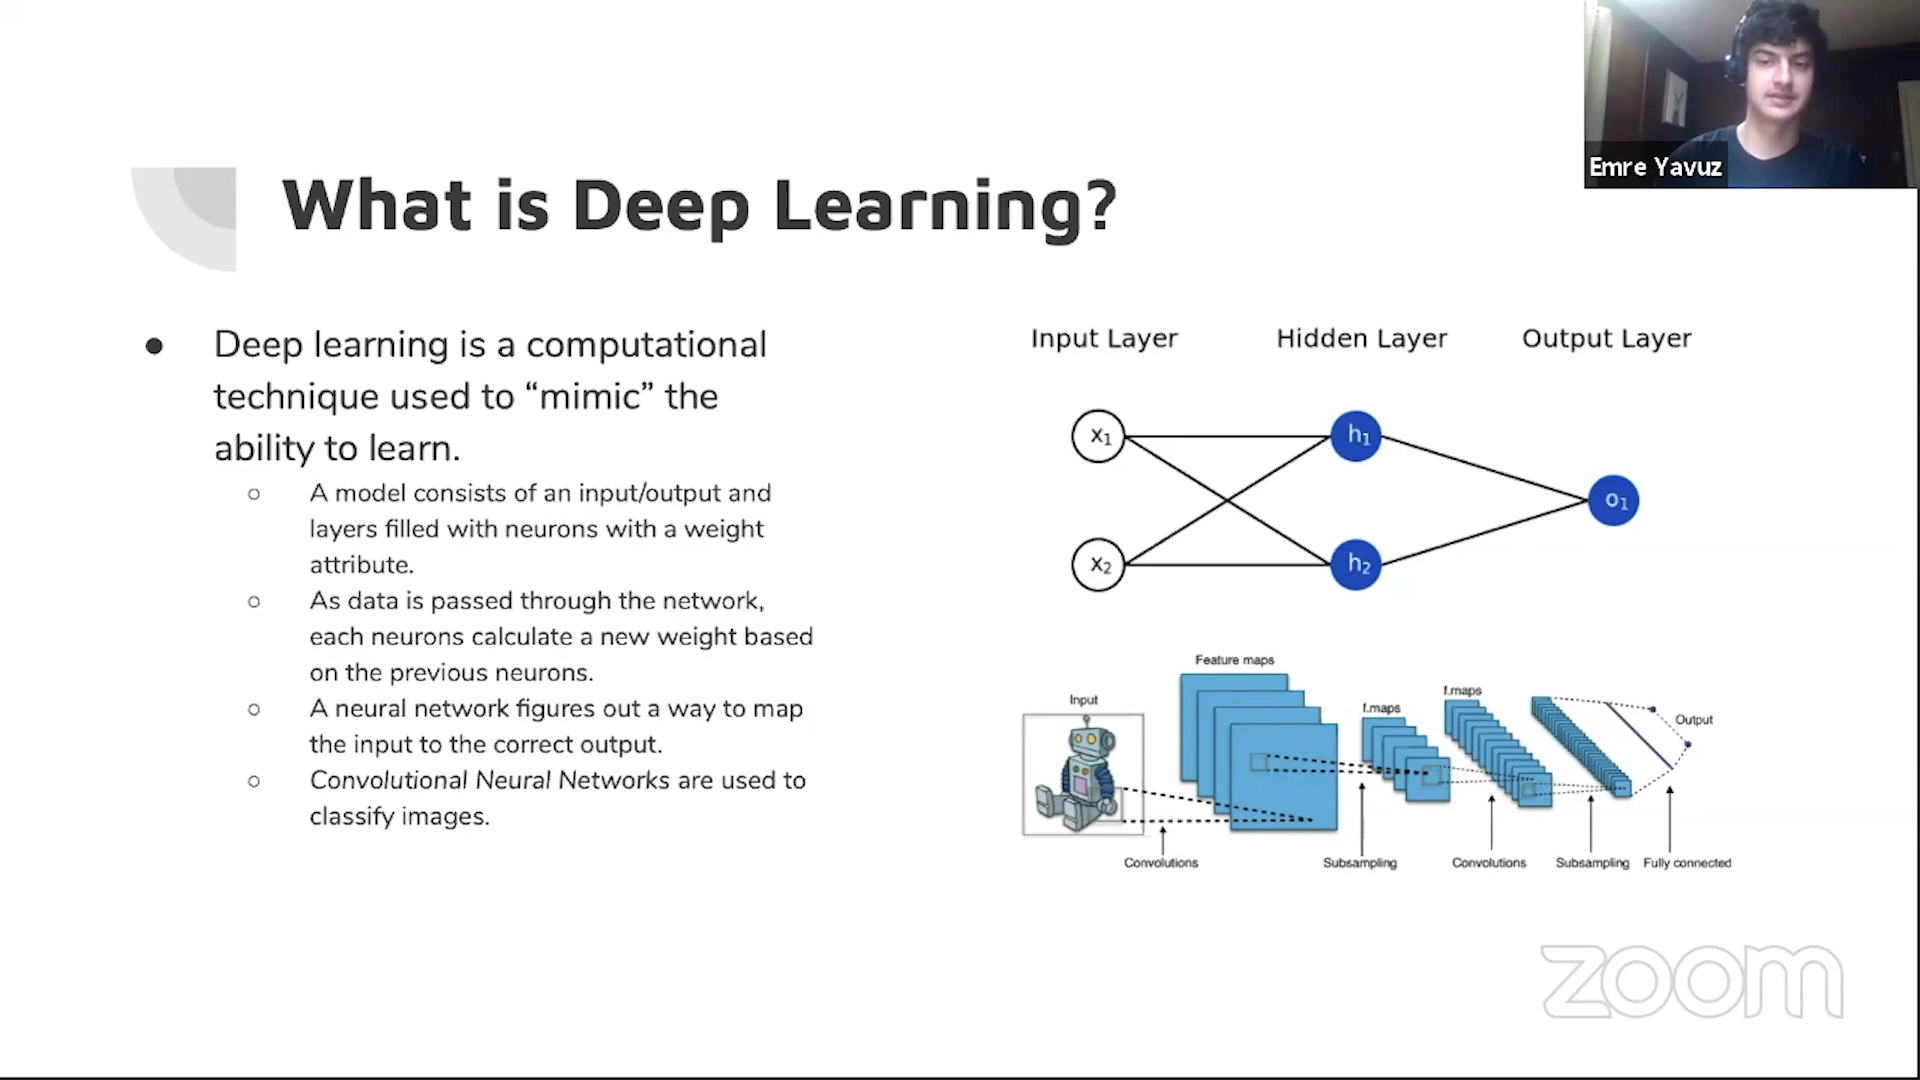 Emre Yavuz
What is Deep Learning?
● Deep learning is a computational
technique used to “mimic” the
ability to learn.
○ A model consists of an input/output and
layers filled with neurons with a weight
attribute.
○ As data is passed through the network,
each neurons calculate a new weight based
on the previous neurons.
○ A neural network figures out a way to map
the input to the correct output.
○ Convolutional Neural Networks are used to
classify images.
Input Layer Hidden Layer Output Layer
x₁ h₁
o₁
x₂ h₂
Feature maps
Input f.maps f.maps
Output
Convolutions Subsampling Convolutions Subsampling Fully connected
zoom